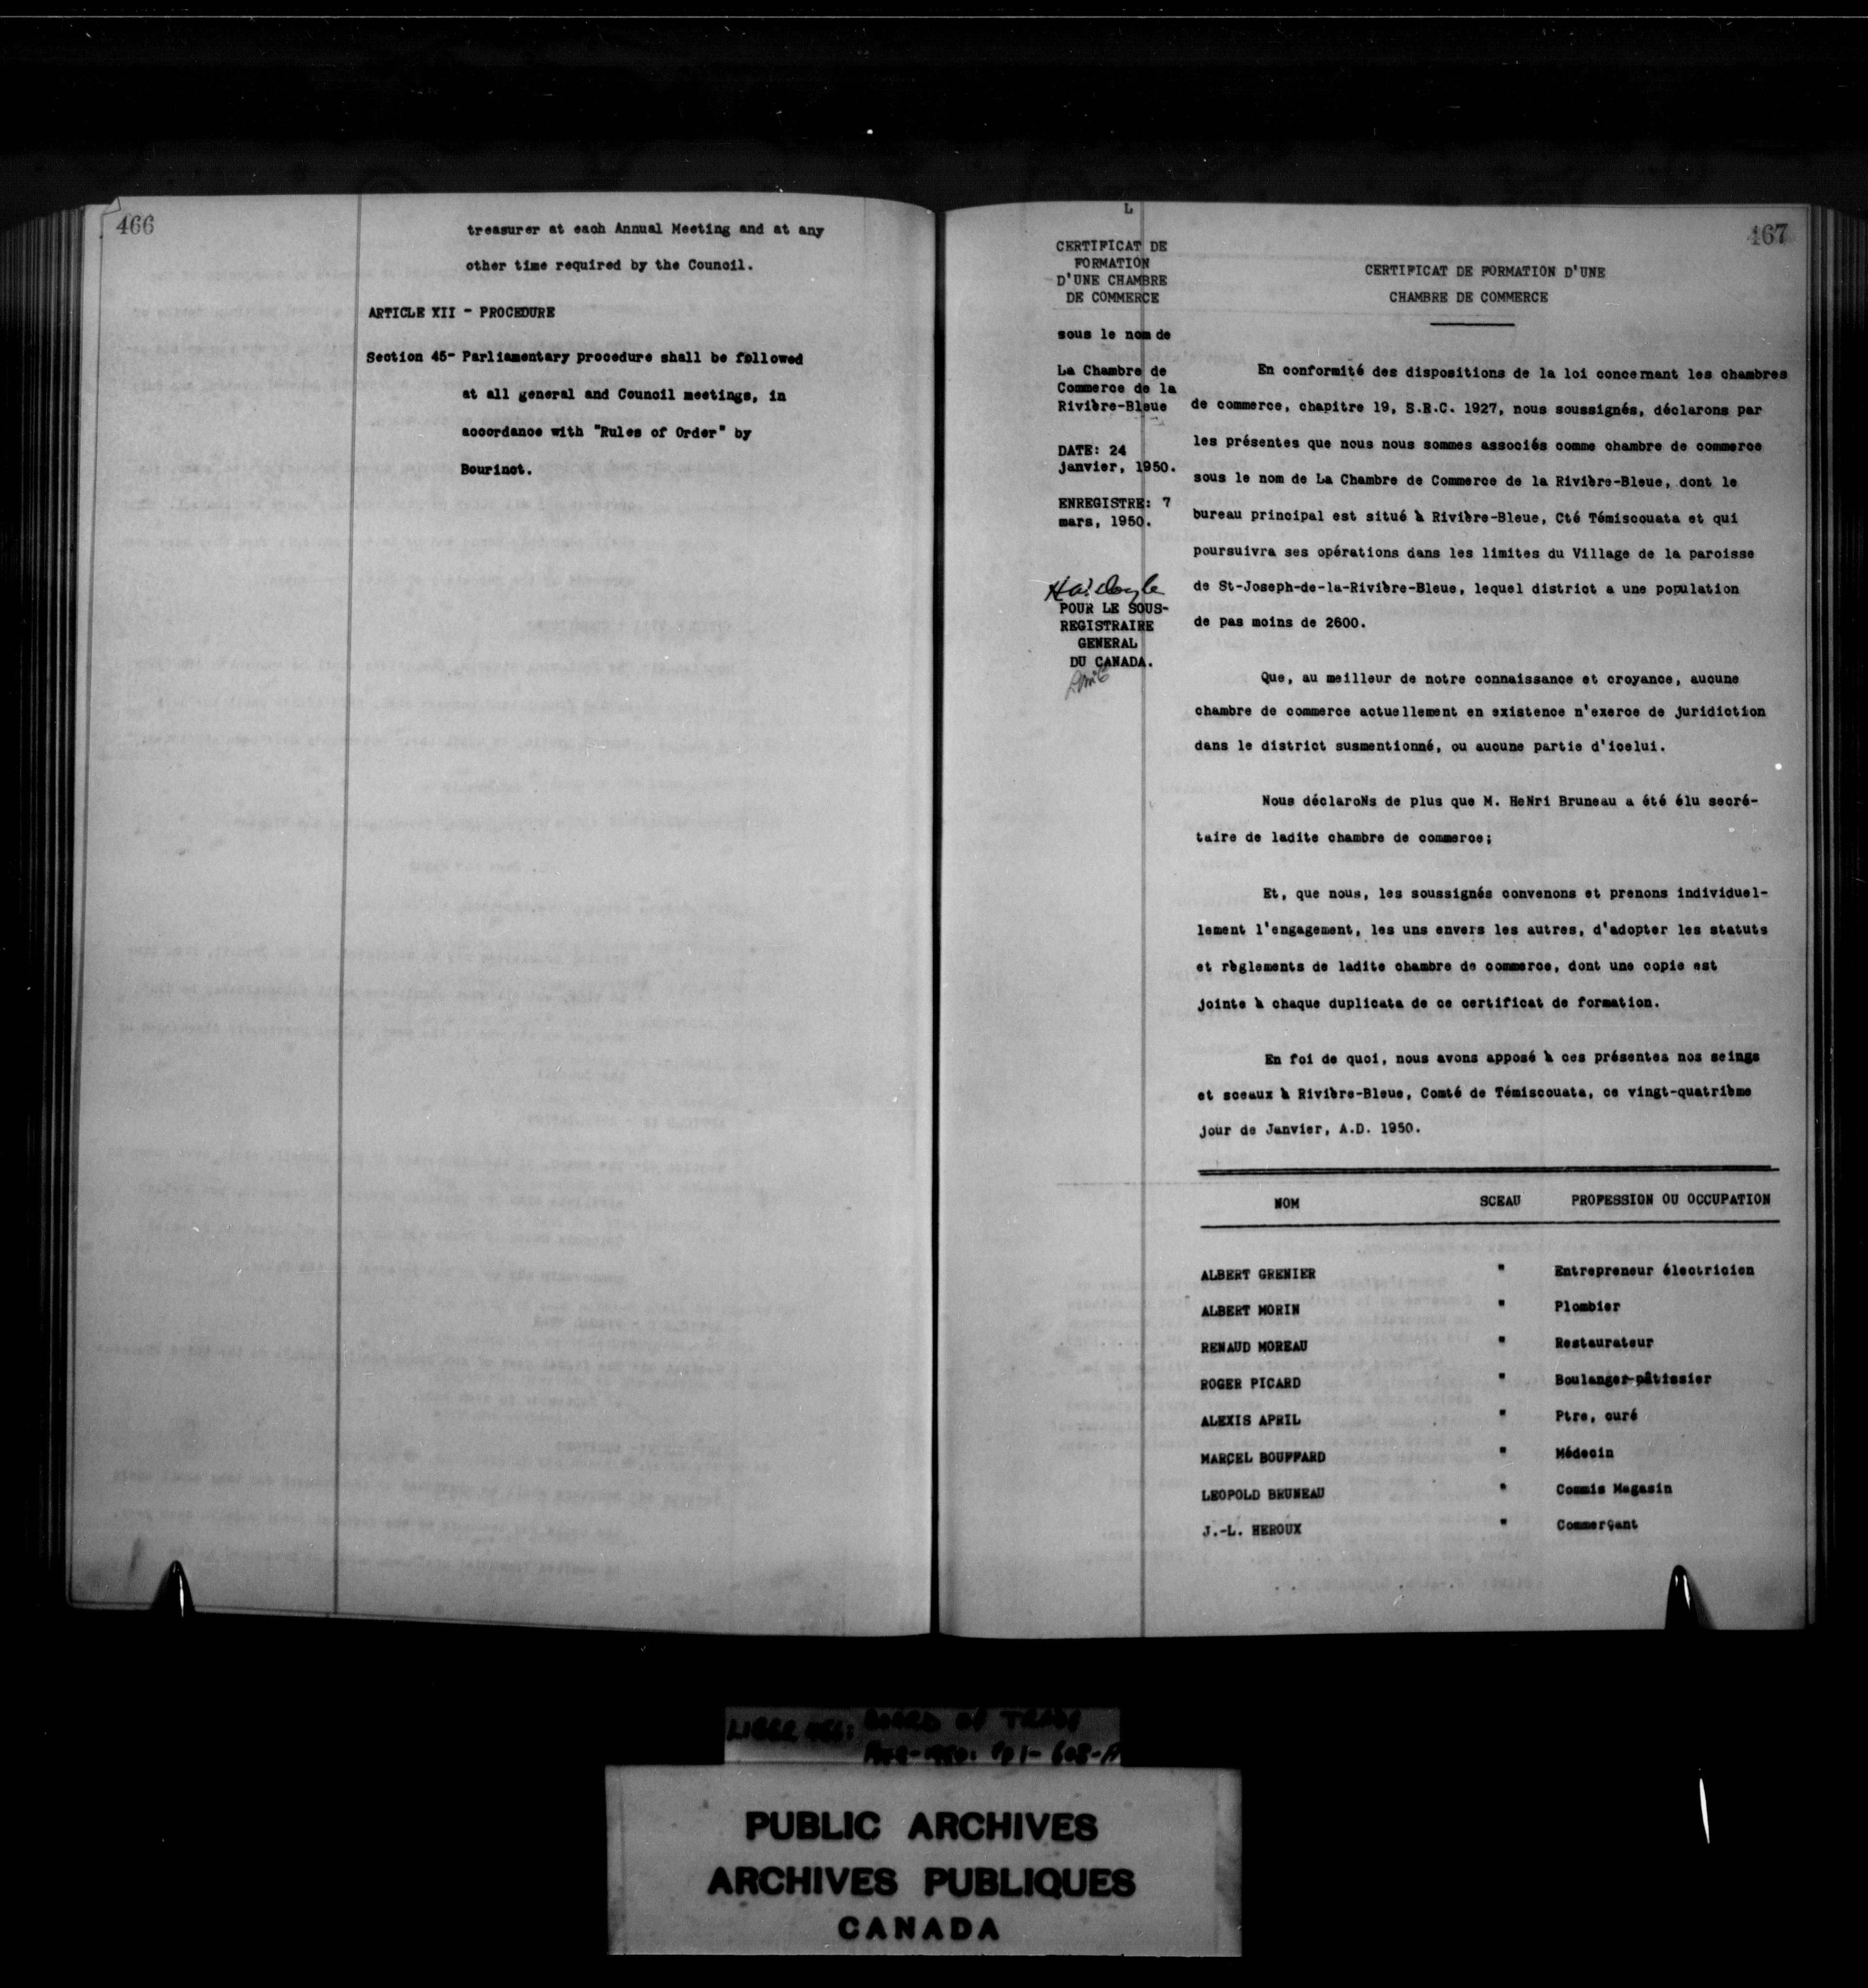 466
treasurer at each Annual Meeting and at any
other time required by the Council.
ARTICLE XII - PROCEDURE
Section 45- Parliamentary procedure shall be followed
at all general and Council meetings, in
accordance with "Rules of Order" by
Bourinot.
L
467
CERTIFICAT DE
FORMATION
D'UNE CHAMBRE
DE COMMERCE
sous le nom de
La Chambre de
Commerce de la
Rivière-Bleue
DATE: 24
janvier, 1950.
ENREGISTRE: 7
mars, 1950.
POUR LE SOUS-
REGISTRAIRE
GENERAL
DU CANADA.
CERTIFICAT DE FORMATION D'UNE
CHAMBRE DE COMMERCE
En conformité des dispositions de la loi concernant les chambres
de commerce, chapitre 19, S.R.C. 1927, nous soussignés, déclarons par
les présentes que nous nous sommes associés comme chambre de commerce
sous le nom de La Chambre de Commerce de la Rivière-Bleue, dont le
bureau principal est situé à Rivière-Bleue, Cté Témiscouata et qui
poursuivra ses opérations dans les limites du Village de la paroisse
de St-Joseph-de-la-Rivière-Bleue, lequel district a une population
de pas moins de 2600.
Que, au meilleur de notre connaissance et croyance, aucune
chambre de commerce actuellement en existence n'exerce de juridiction
dans le district susmentionné, ou aucune partie d'icelui.
Nous déclaroNs de plus que M. HeNri Bruneau a été élu secré-
taire de ladite chambre de commerce;
Et, que nous, les soussignés convenons et prenons individuel-
lement l'engagement, les uns envers les autres, d'adopter les statuts
et règlements de ladite chambre de commerce, dont une copie est
jointe à chaque duplicata de ce certificat de formation.
En foi de quoi, nous avons apposé à ces présentes nos seings
et sceaux à Rivière-Bleue, Comté de Témiscouata, ce vingt-quatrième
jour de Janvier, A.D. 1950.
NOM SCEAU PROFESSION OU OCCUPATION
ALBERT GRENIER " Entrepreneur électricien
ALBERT MORIN " Plombier
RENAUD MOREAU " Restaurateur
ROGER PICARD " Boulanger-pâtissier
ALEXIS APRIL " Ptre, curé
MARCEL BOUFFARD " Médecin
LEOPOLD BRUNEAU " Commis Magasin
J.-L. HEROUX " Commerçant
BOARD OF TRADE
PUBLIC ARCHIVES
ARCHIVES PUBLIQUES
CANADA